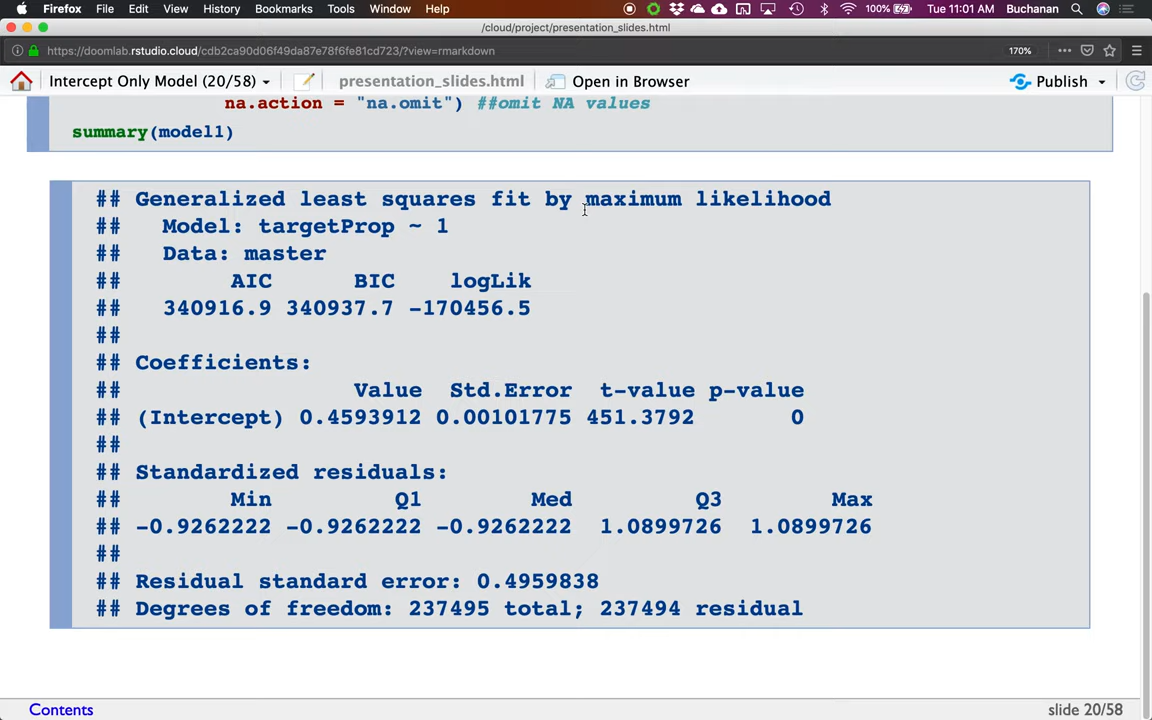 Firefox File Edit View History Bookmarks Tools Window Help 100% Tue 11:01 AM Buchanan
/cloud/project/presentation_slides.html
https://doomlab.rstudio.cloud/cdb2ca90d06f49da87e78f6fe81cd723/?view=rmarkdown 170%
Intercept Only Model (20/58) presentation_slides.html Open in Browser Publish
na.action = "na.omit") ##omit NA values
summary(model1)
## Generalized least squares fit by maximum likelihood
## Model: targetProp ~ 1
## Data: master
## AIC BIC logLik
## 340916.9 340937.7 -170456.5
##
## Coefficients:
## Value Std.Error t-value p-value
## (Intercept) 0.4593912 0.00101775 451.3792 0
##
## Standardized residuals:
## Min Q1 Med Q3 Max
## -0.9262222 -0.9262222 -0.9262222 1.0899726 1.0899726
##
## Residual standard error: 0.4959838
## Degrees of freedom: 237495 total; 237494 residual
Contents slide 20/58